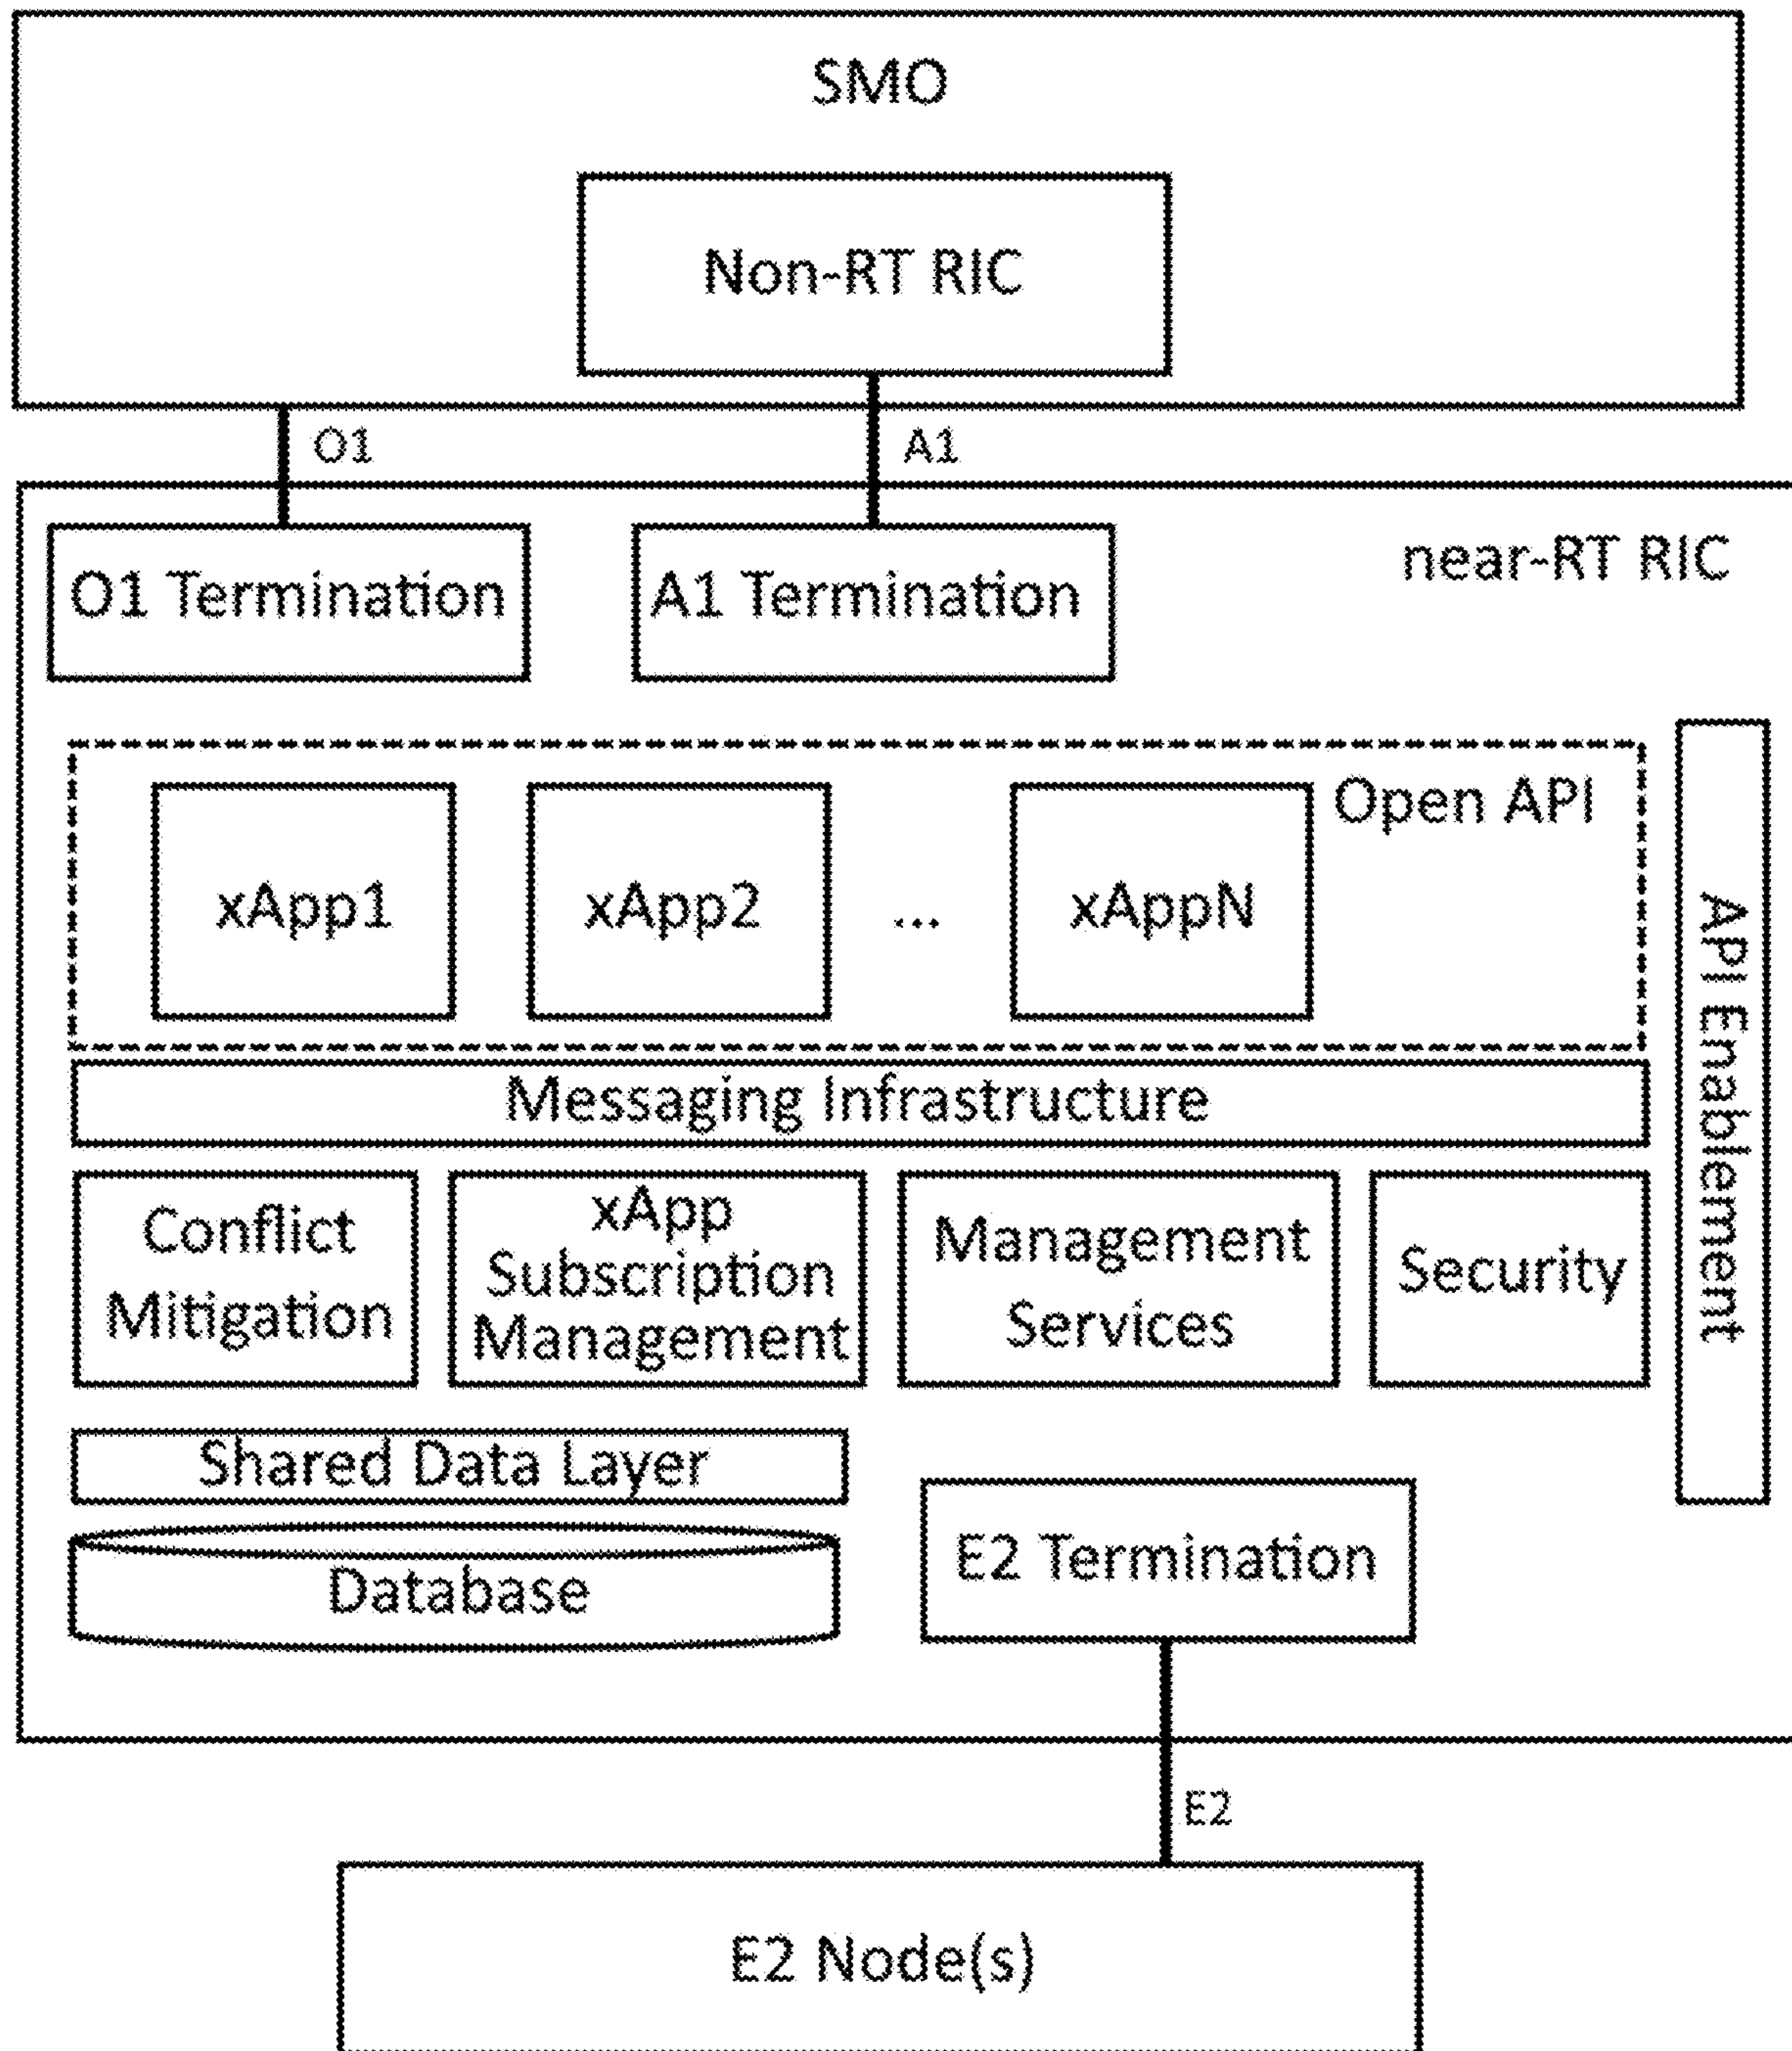 SMO
Non-RT RIC
O1
A1
near-RT RIC
O1 Termination
A1 Termination
Open API
xApp1
xApp2
...
xAppN
API Enablement
Messaging Infrastructure
Conflict
Mitigation
xApp
Subscription
Management
Management
Services
Security
Shared Data Layer
Database
E2 Termination
E2
E2 Node(s)